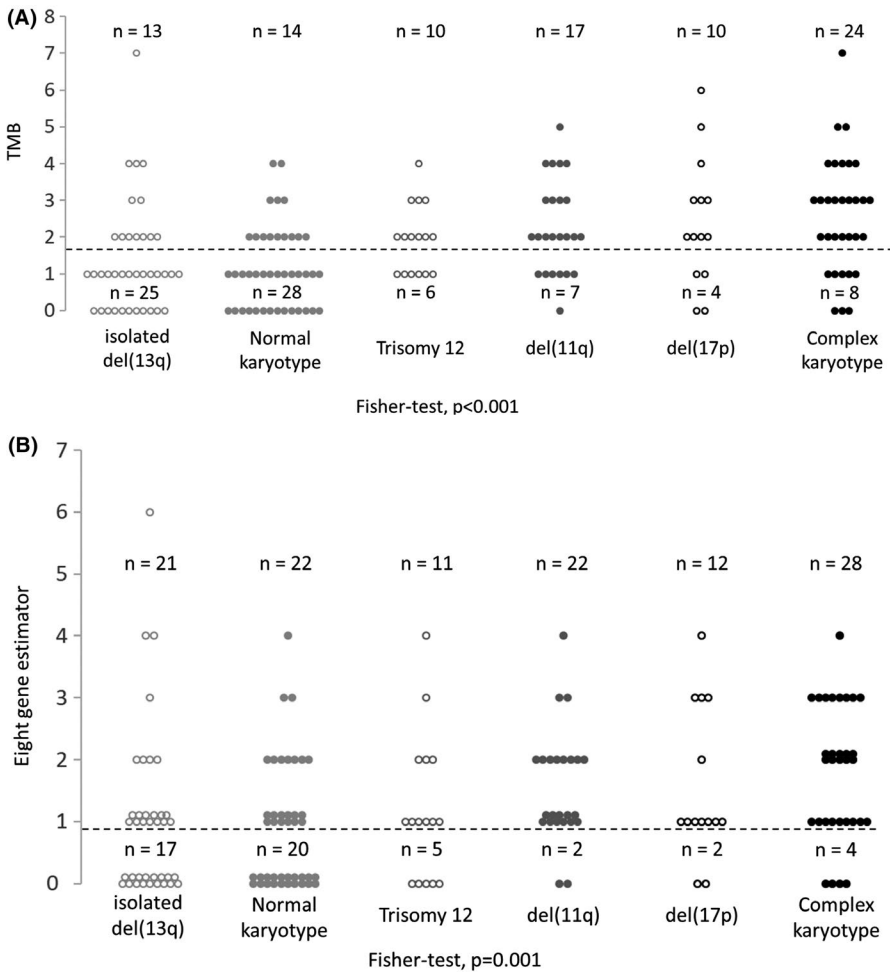 (A)
8
n = 13 n = 14 n = 10 n = 17 n = 10 n = 24
7
6
5
TMB
4
3
2
1
n = 25 n = 28 n = 6 n = 7 n = 4 n = 8
0
isolated del(13q)
Normal karyotype
Trisomy 12
del(11q)
del(17p)
Complex karyotype
Fisher-test, p<0.001
(B)
7
6
n = 21 n = 22 n = 11 n = 22 n = 12 n = 28
5
Eight gene estimator
4
3
2
1
n = 17 n = 20 n = 5 n = 2 n = 2 n = 4
0
isolated del(13q)
Normal karyotype
Trisomy 12
del(11q)
del(17p)
Complex karyotype
Fisher-test, p=0.001